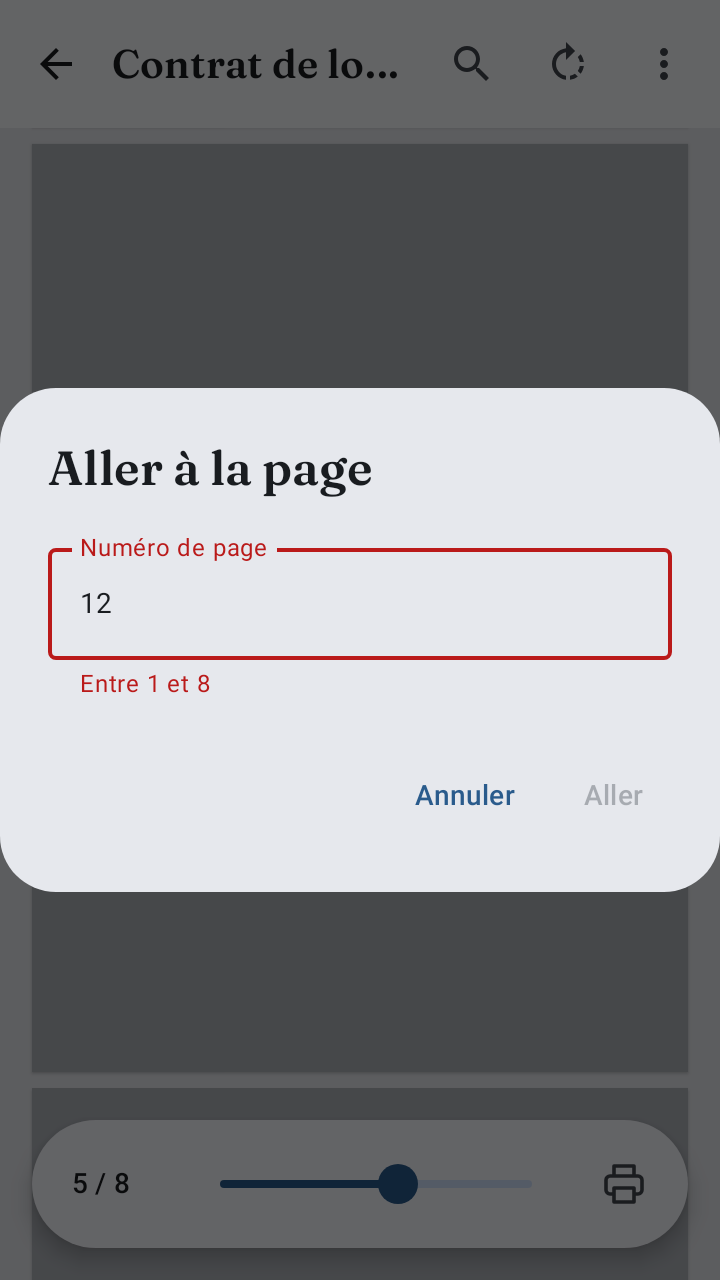 Contrat de lo...
Aller à la page
Numéro de page
12
Entre 1 et 8
Annuler
Aller
5 / 8